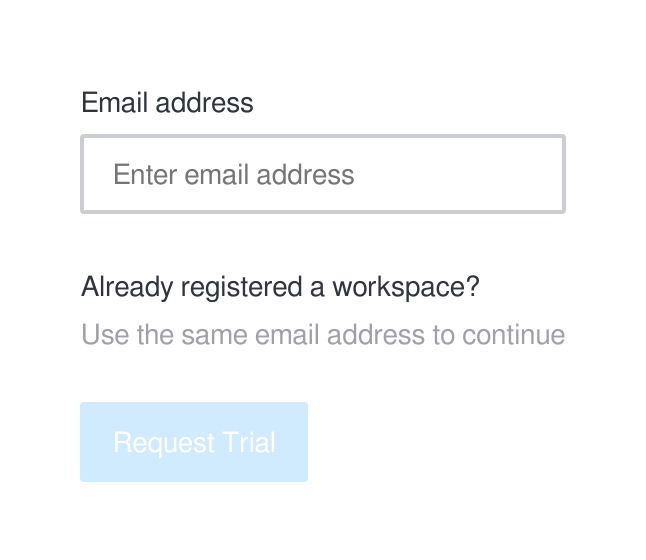 Email address
Enter email address
Already registered a workspace?
Use the same email address to continue
Request Trial